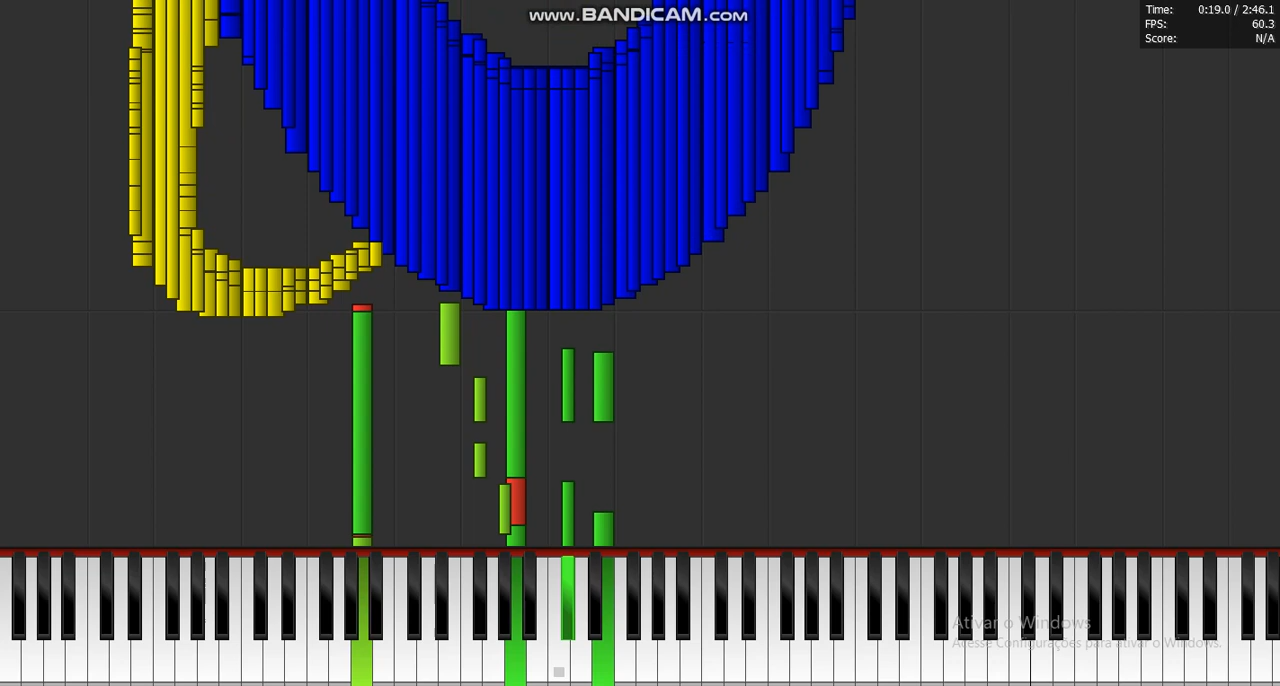 www.BANDICAM.com
Time: 0:19.0 / 2:46.1
FPS: 60.3
Score: N/A
Ativar o Windows
Acesse Configurações para ativar o Windows.